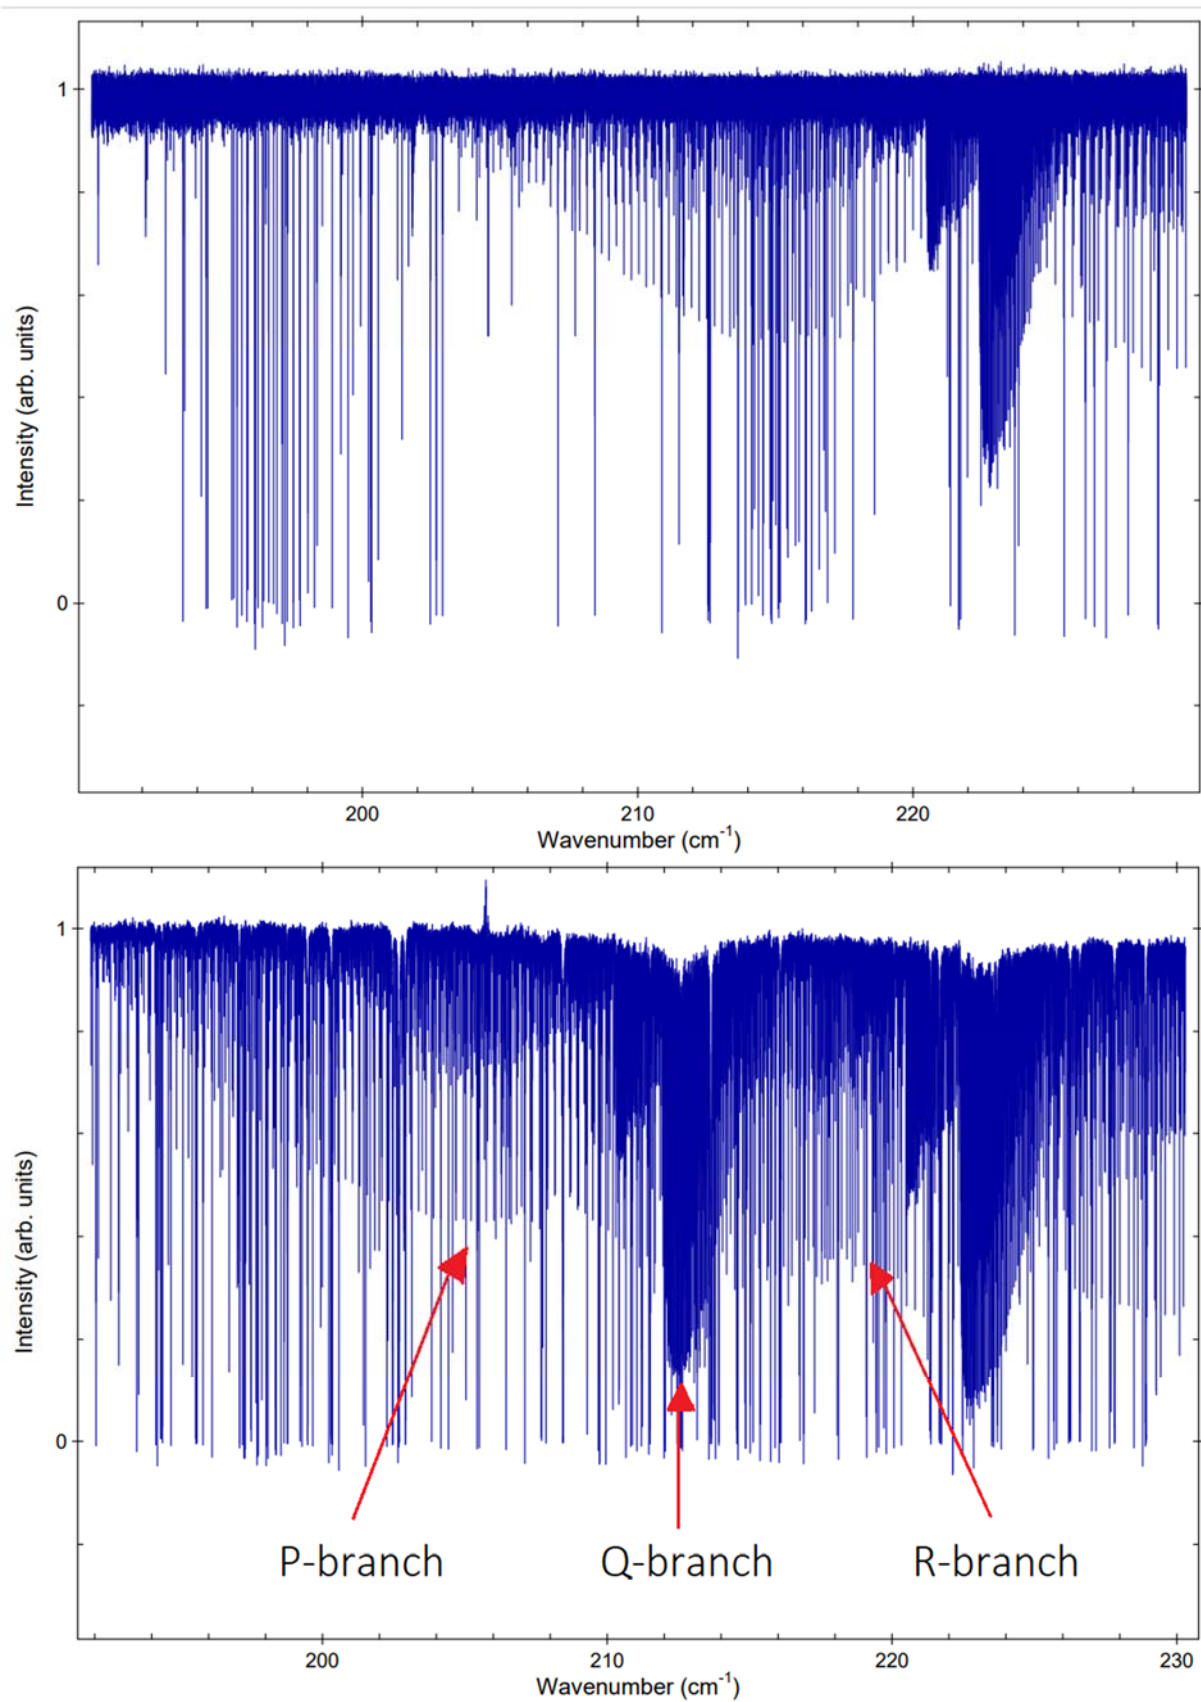 1
0
Intensity (arb. units)
200
210
220
Wavenumber (cm-1)
1
0
Intensity (arb. units)
P-branch
Q-branch
R-branch
200
210
220
230
Wavenumber (cm-1)